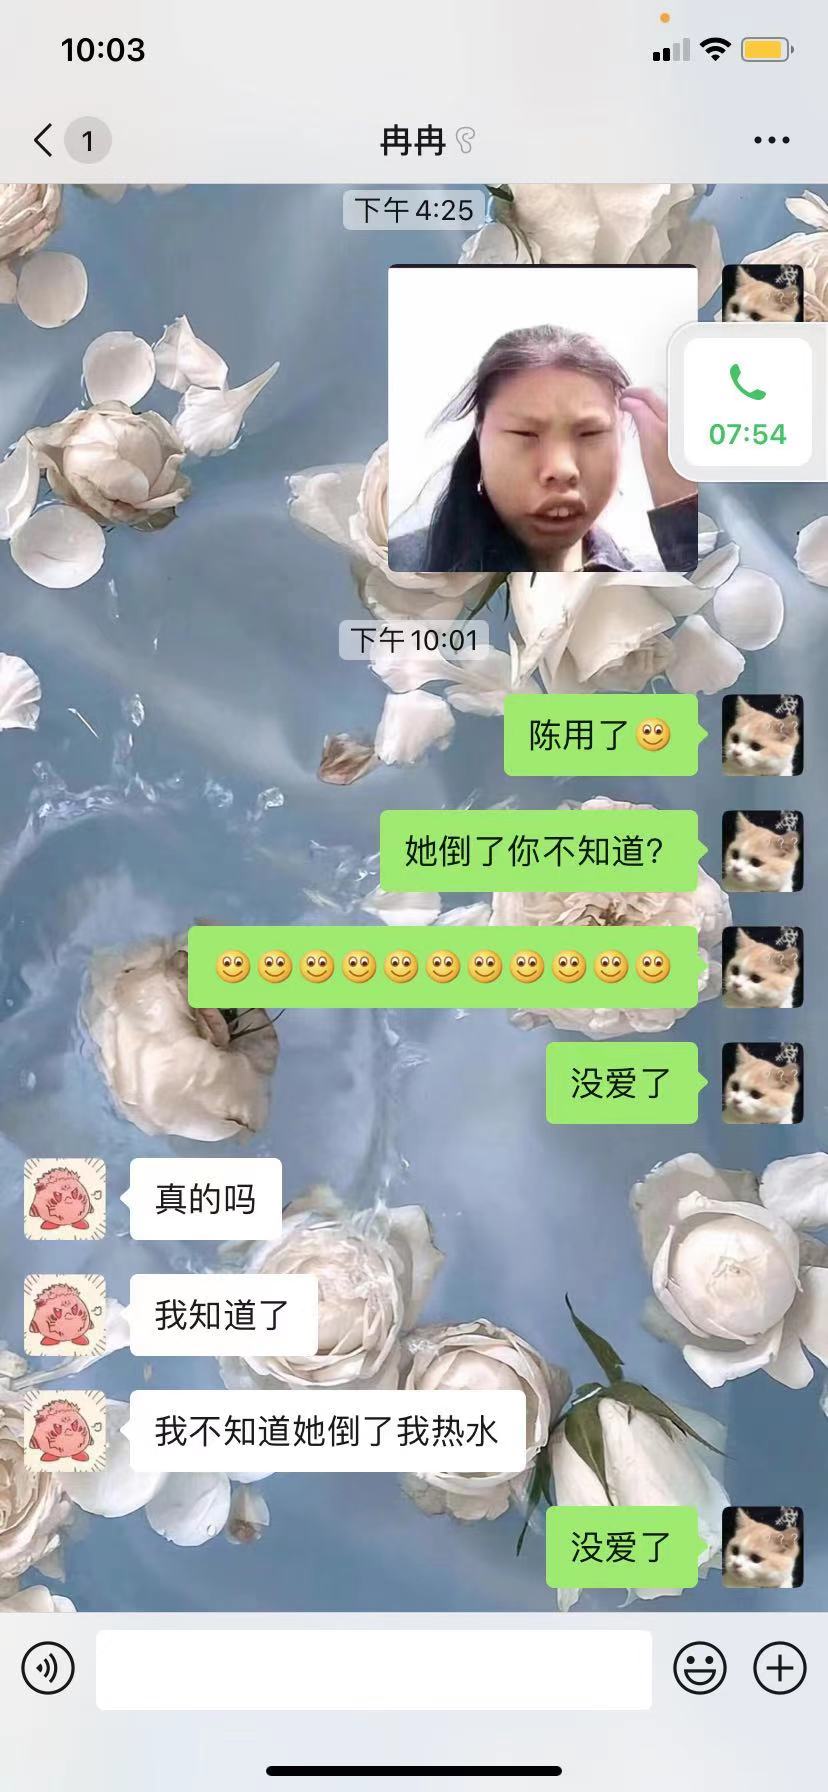 10:03
1
冉冉
下午 4:25
07:54
下午 10:01
陈用了
她倒了你不知道?
没爱了
真的吗
我知道了
我不知道她倒了我热水
没爱了